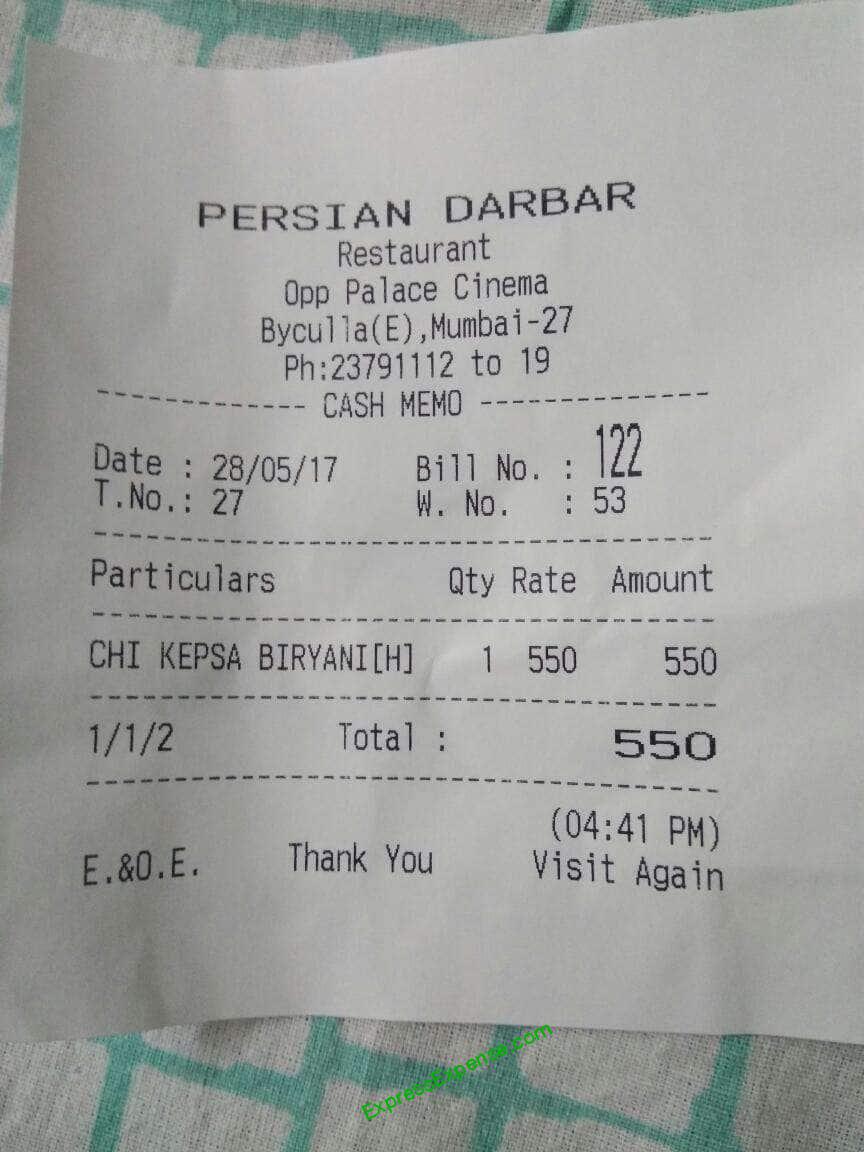 PERSIAN DARBAR
Restaurant
Opp Palace Cinema
Byculla(E),Mumbai-27
Ph:23791112 to 19
------------- CASH MEMO --------------
Date : 28/05/17 Bill No. : 122
T.No.: 27 W. No. : 53
Particulars Qty Rate Amount
CHI KEPSA BIRYANI[H] 1 550 550
1/1/2 Total : 550
(04:41 PM)
E.&O.E. Thank You Visit Again
ExpressExpense.com